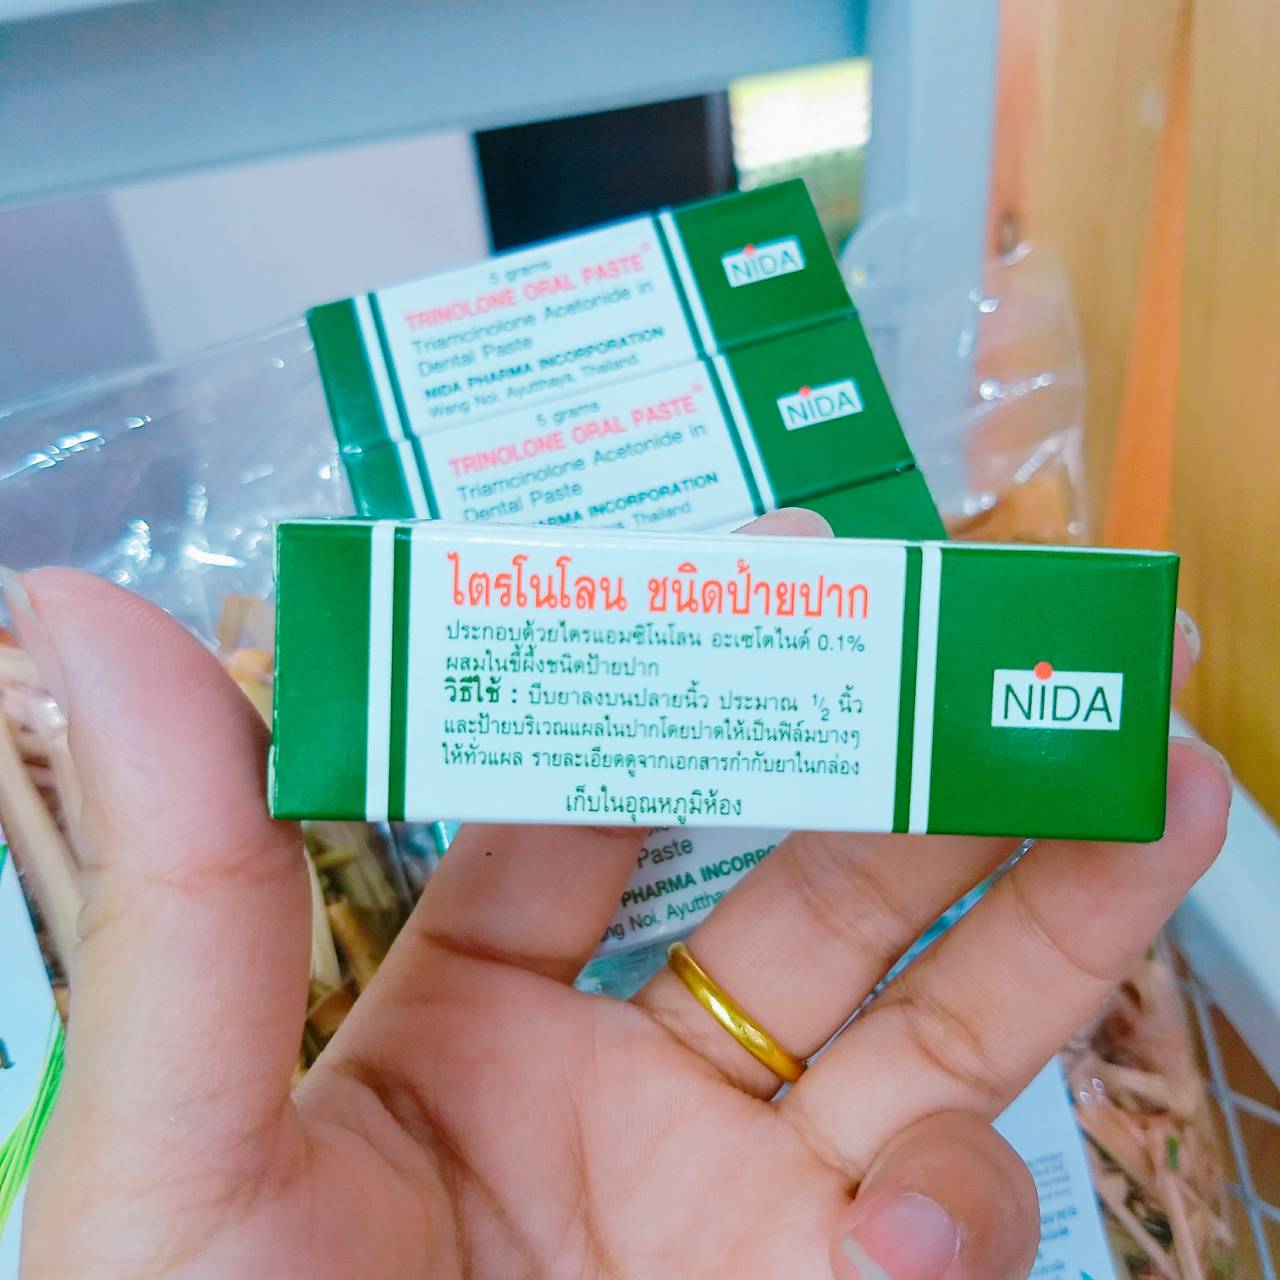 5 grams
TRINOLONE ORAL PASTE®
Triamcinolone Acetonide in
Dental Paste
NIDA PHARMA INCORPORATION
Wang Noi, Ayutthaya, Thailand.
NIDA
5 grams
TRINOLONE ORAL PASTE®
Triamcinolone Acetonide in
Dental Paste
PHARMA INCORPORATION
Thailand.
NIDA
ไตรโนโลน ชนิดป้ายปาก
ประกอบด้วยไตรแอมซิโนโลน อะเซโตไนด์ 0.1%
ผสมในขี้ผึ้งชนิดป้ายปาก
วิธีใช้ : บีบยาลงบนปลายนิ้ว ประมาณ 1/2 นิ้ว
และป้ายบริเวณแผลในปากโดยปาดให้เป็นฟิล์มบางๆ
ให้ทั่วแผล รายละเอียดดูจากเอกสารกำกับยาในกล่อง
เก็บในอุณหภูมิห้อง
NIDA
Paste
PHARMA
Noi,